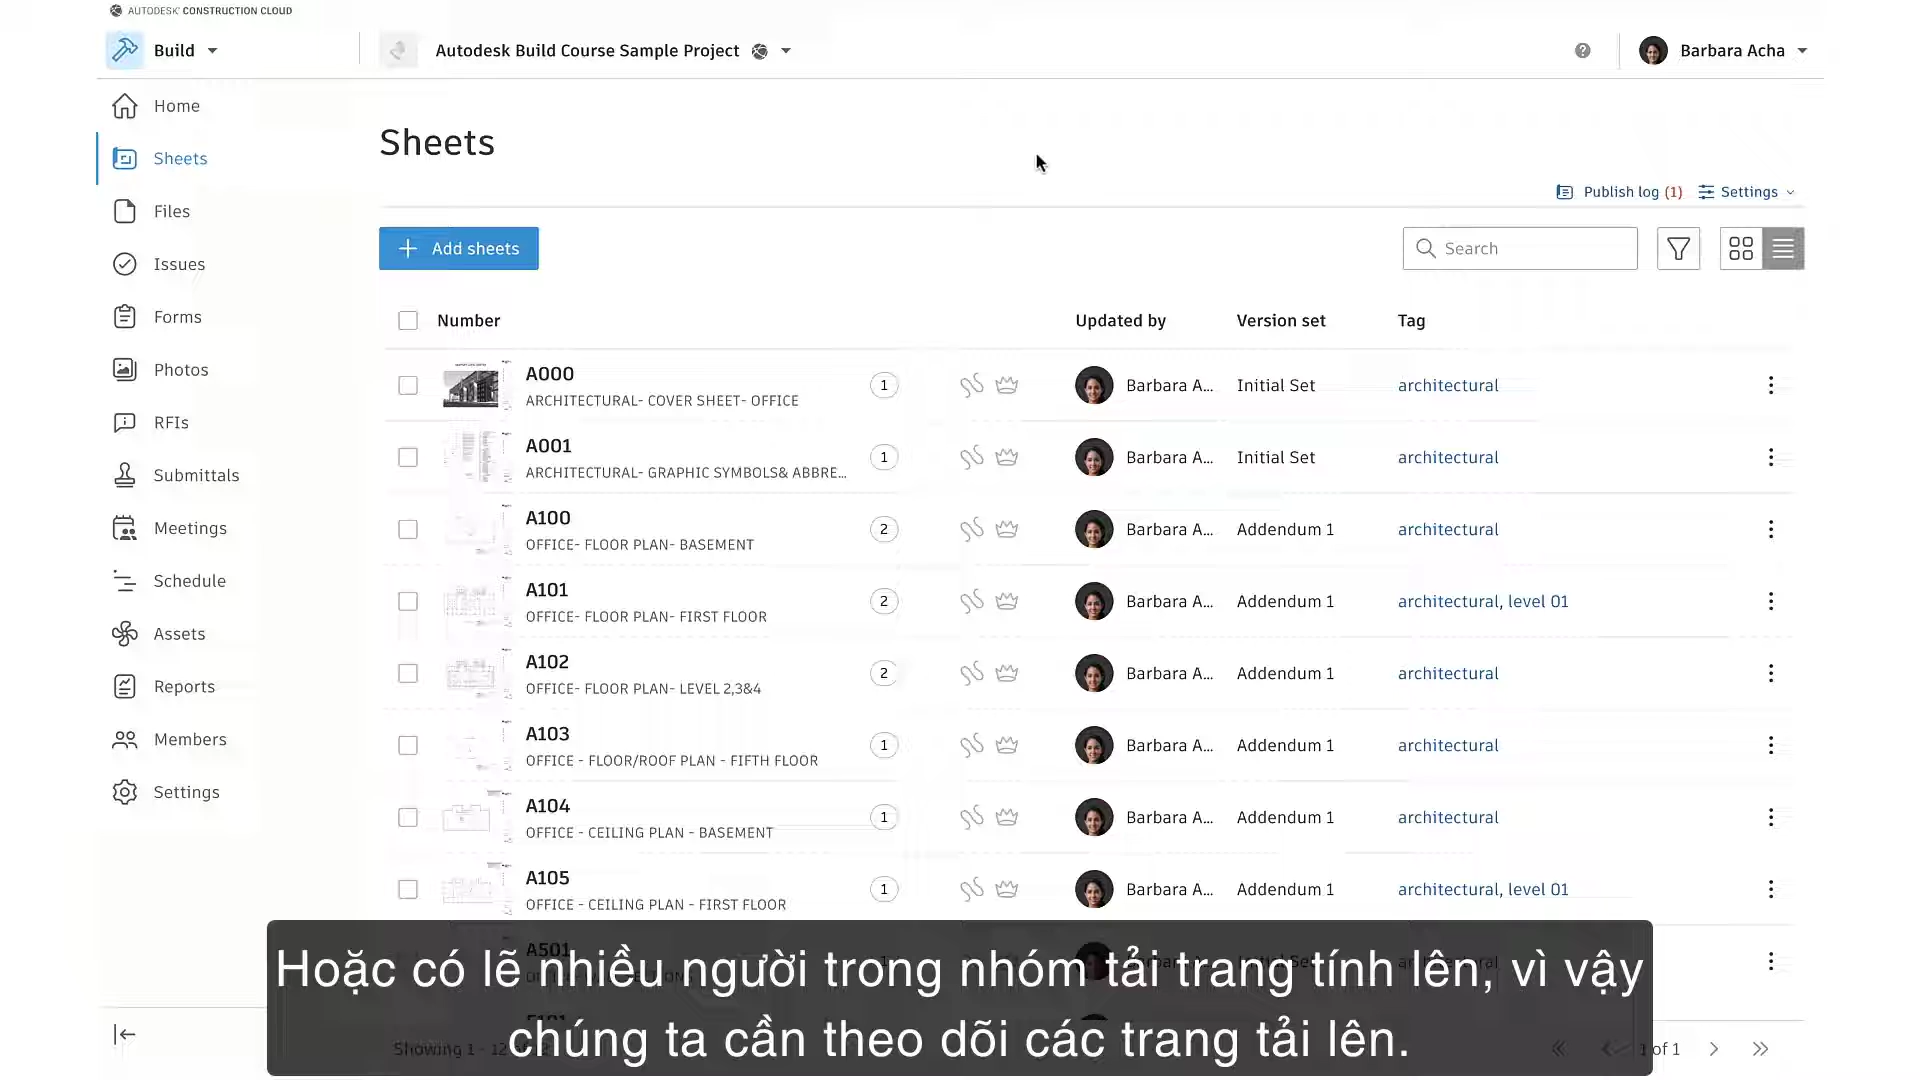 AUTODESK® CONSTRUCTION CLOUD
Build
Autodesk Build Course Sample Project
Barbara Acha
Home
Sheets
Files
Issues
Forms
Photos
RFIs
Submittals
Meetings
Schedule
Assets
Reports
Members
Settings
Sheets
Publish log (1) Settings
Add sheets
Search
Number Updated by Version set Tag
A000
ARCHITECTURAL- COVER SHEET- OFFICE
1 Barbara A... Initial Set architectural
A001
ARCHITECTURAL- GRAPHIC SYMBOLS& ABBRE...
1 Barbara A... Initial Set architectural
A100
OFFICE- FLOOR PLAN- BASEMENT
2 Barbara A... Addendum 1 architectural
A101
OFFICE- FLOOR PLAN- FIRST FLOOR
2 Barbara A... Addendum 1 architectural, level 01
A102
OFFICE- FLOOR PLAN- LEVEL 2,3&4
2 Barbara A... Addendum 1 architectural
A103
OFFICE - FLOOR/ROOF PLAN - FIFTH FLOOR
1 Barbara A... Addendum 1 architectural
A104
OFFICE - CEILING PLAN - BASEMENT
1 Barbara A... Addendum 1 architectural
A105
OFFICE - CEILING PLAN - FIRST FLOOR
1 Barbara A... Addendum 1 architectural, level 01
A501
Hoặc có lẽ nhiều người trong nhóm tải trang tính lên, vì vậy
chúng ta cần theo dõi các trang tải lên.
Showing 1 - 12
1 of 1